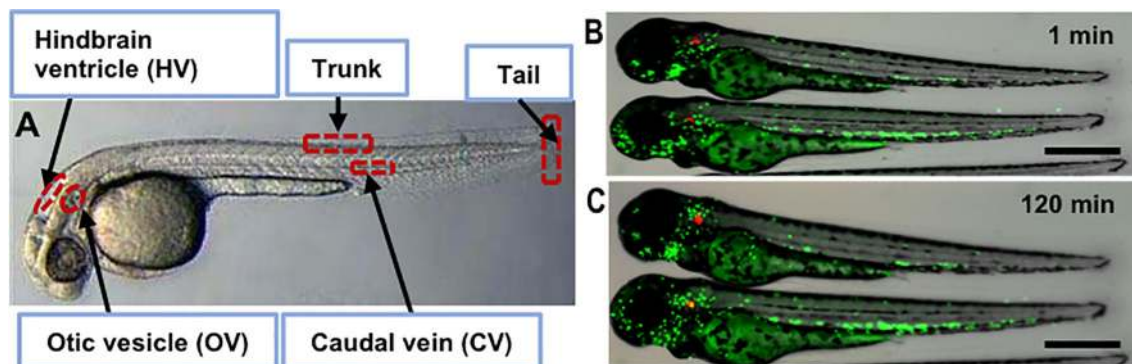 Hindbrain
ventricle (HV)
Trunk
Tail
A
Otic vesicle (OV)
Caudal vein (CV)
B
1 min
C
120 min